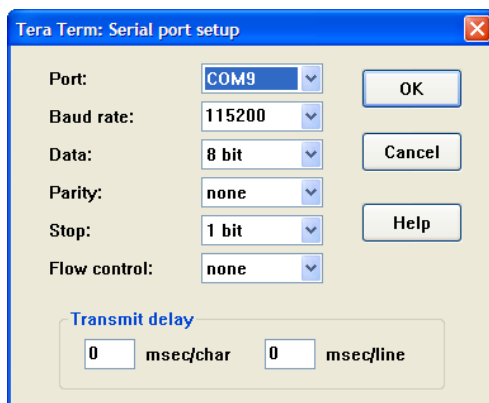 Tera Term: Serial port setup
Port: COM9 OK
Baud rate: 115200
Data: 8 bit Cancel
Parity: none
Stop: 1 bit Help
Flow control: none
Transmit delay
0 msec/char 0 msec/line